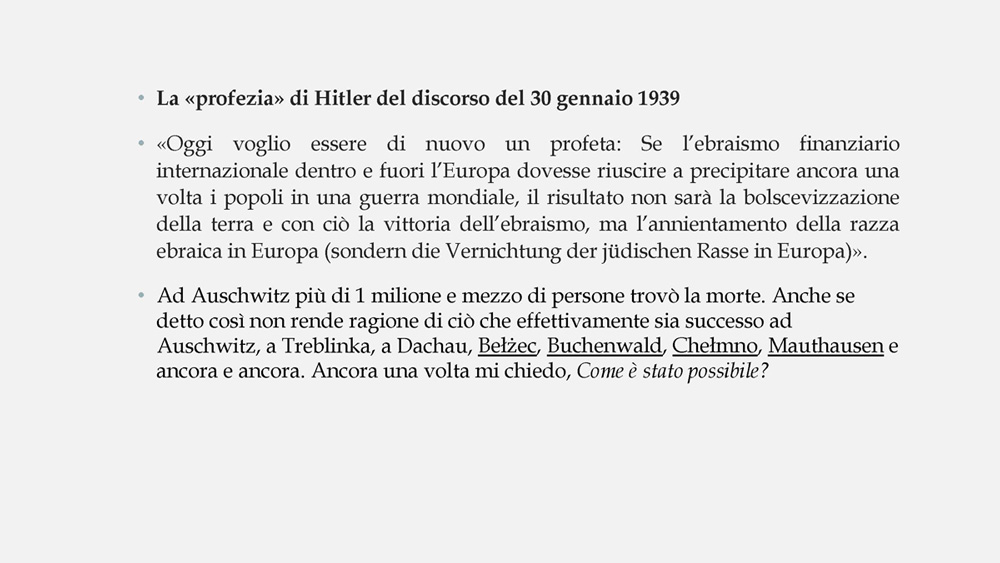 • La «profezia» di Hitler del discorso del 30 gennaio 1939
• «Oggi voglio essere di nuovo un profeta: Se l’ebraismo finanziario
internazionale dentro e fuori l’Europa dovesse riuscire a precipitare ancora una
volta i popoli in una guerra mondiale, il risultato non sarà la bolscevizzazione
della terra e con ciò la vittoria dell’ebraismo, ma l’annientamento della razza
ebraica in Europa (sondern die Vernichtung der jüdischen Rasse in Europa)».
• Ad Auschwitz più di 1 milione e mezzo di persone trovò la morte. Anche se
detto così non rende ragione di ciò che effettivamente sia successo ad
Auschwitz, a Treblinka, a Dachau, Bełżec, Buchenwald, Chełmno, Mauthausen e
ancora e ancora. Ancora una volta mi chiedo, Come è stato possibile?